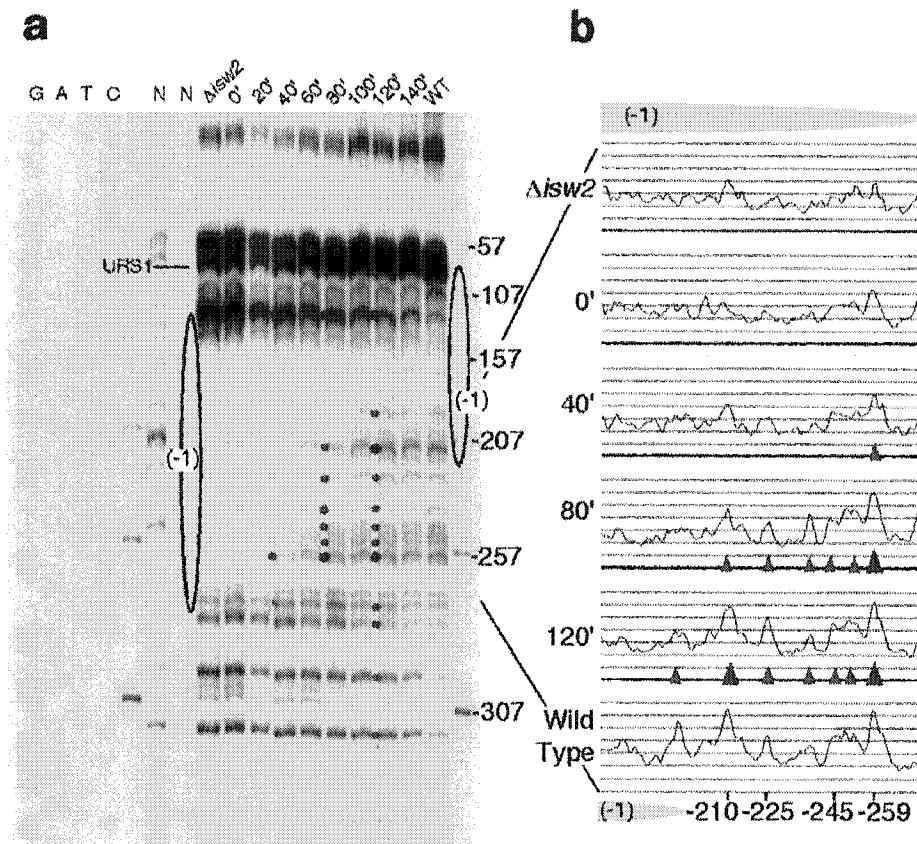 a
G A T C N N Δisw2 0' 20' 40' 60' 80' 100' 120' 140' WT
URS1
-57
-107
-157
-207
-257
-307
(-1)
(-1)
b
(-1)
Δisw2
0'
40'
80'
120'
Wild
Type
(-1) -210 -225 -245 -259